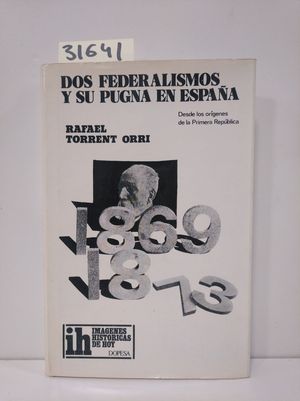 31641
DOS FEDERALISMOS
Y SU PUGNA EN ESPAÑA
Desde los orígenes
de la Primera República
RAFAEL
TORRENT ORRI
1869
1873
ih
IMAGENES
HISTORICAS
DE HOY
DOPESA